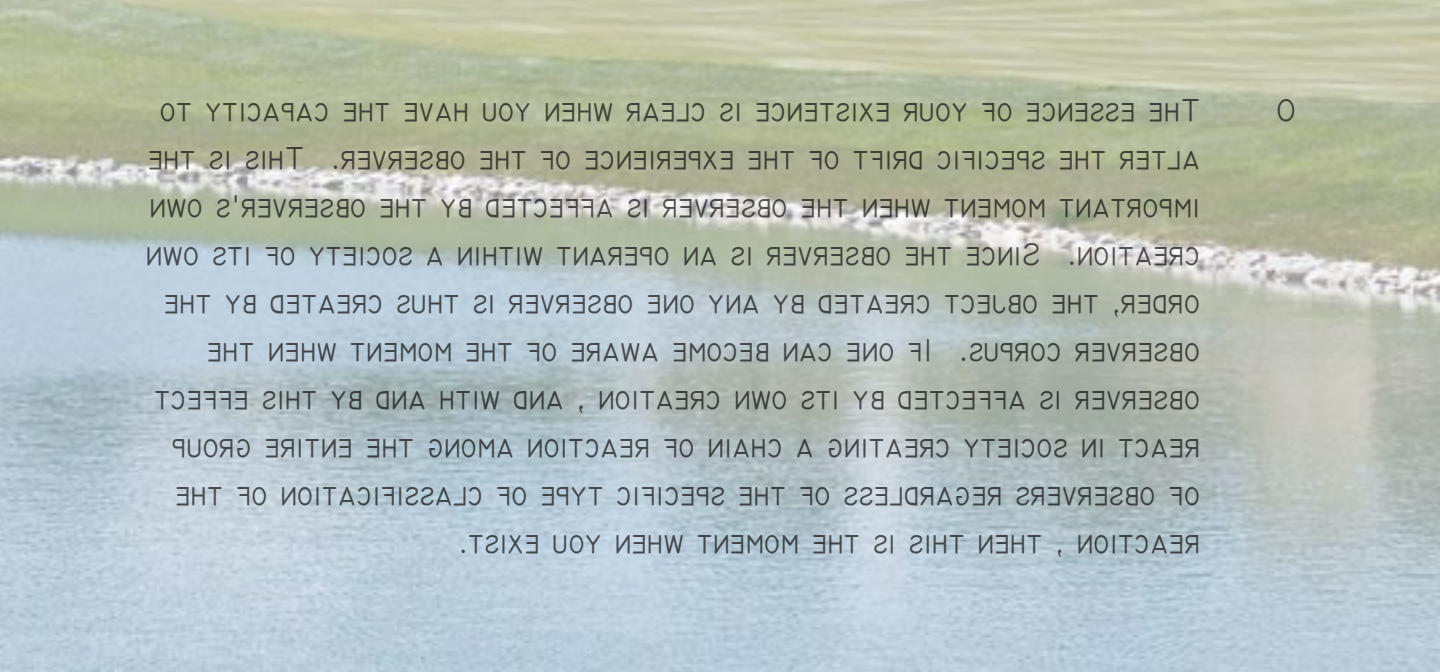 O The essence of your existence is clear when you have the capacity to
alter the specific drift of the experience of the observer. This is the
important moment when the observer is affected by the observer's own
creation. Since the observer is an operant within a society of its own
order, the object created by any one observer is thus created by the
observer corpus. If one can become aware of the moment when the
observer is affected by its own creation , and with and by this effect
react in society creating a chain of reaction among the entire group
of observers regardless of the specific type of classification of the
reaction , then this is the moment when you exist.